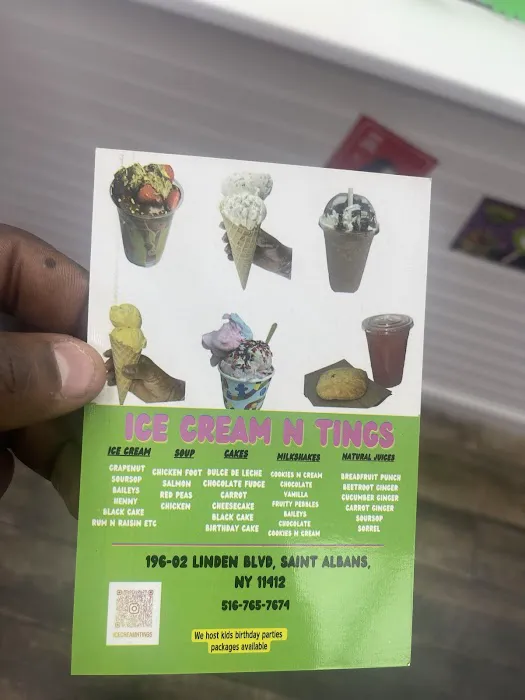 ICE CREAM N TINGS
ICE CREAM
GRAPENUT
SOURSOP
BAILEYS
HENNY
BLACK CAKE
RUM N RAISIN ETC
SOUP
CHICKEN FOOT
SALMON
RED PEAS
CHICKEN
CAKES
DULCE DE LECHE
CHOCOLATE FUDGE
CARROT
CHEESECAKE
BLACK CAKE
BIRTHDAY CAKE
MILKSHAKES
COOKIES N CREAM
CHOCOLATE
VANILLA
FRUITY PEBBLES
BAILEYS
CHOCOLATE
COOKIES N CREAM
NATURAL JUICES
BREADFRUIT PUNCH
BEETROOT GINGER
CUCUMBER GINGER
CARROT GINGER
SOURSOP
SORREL
196-02 LINDEN BLVD, SAINT ALBANS,
NY 11412
516-765-7674
We host kids birthday parties
packages available